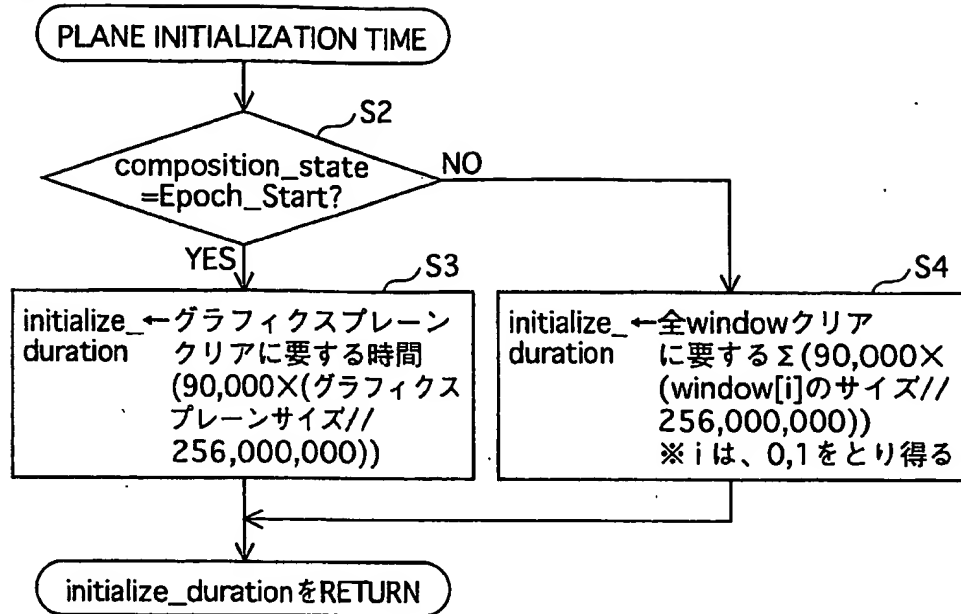 PLANE INITIALIZATION TIME
S2
composition_state
=Epoch_Start?
NO
YES
S3
initialize_←グラフィクスプレーン
duration クリアに要する時間
(90,000×(グラフィクス
プレーンサイズ//
256,000,000))
S4
initialize_←全windowクリア
duration に要するΣ(90,000×
(window[i]のサイズ//
256,000,000))
※iは、0,1をとり得る
initialize_durationをRETURN